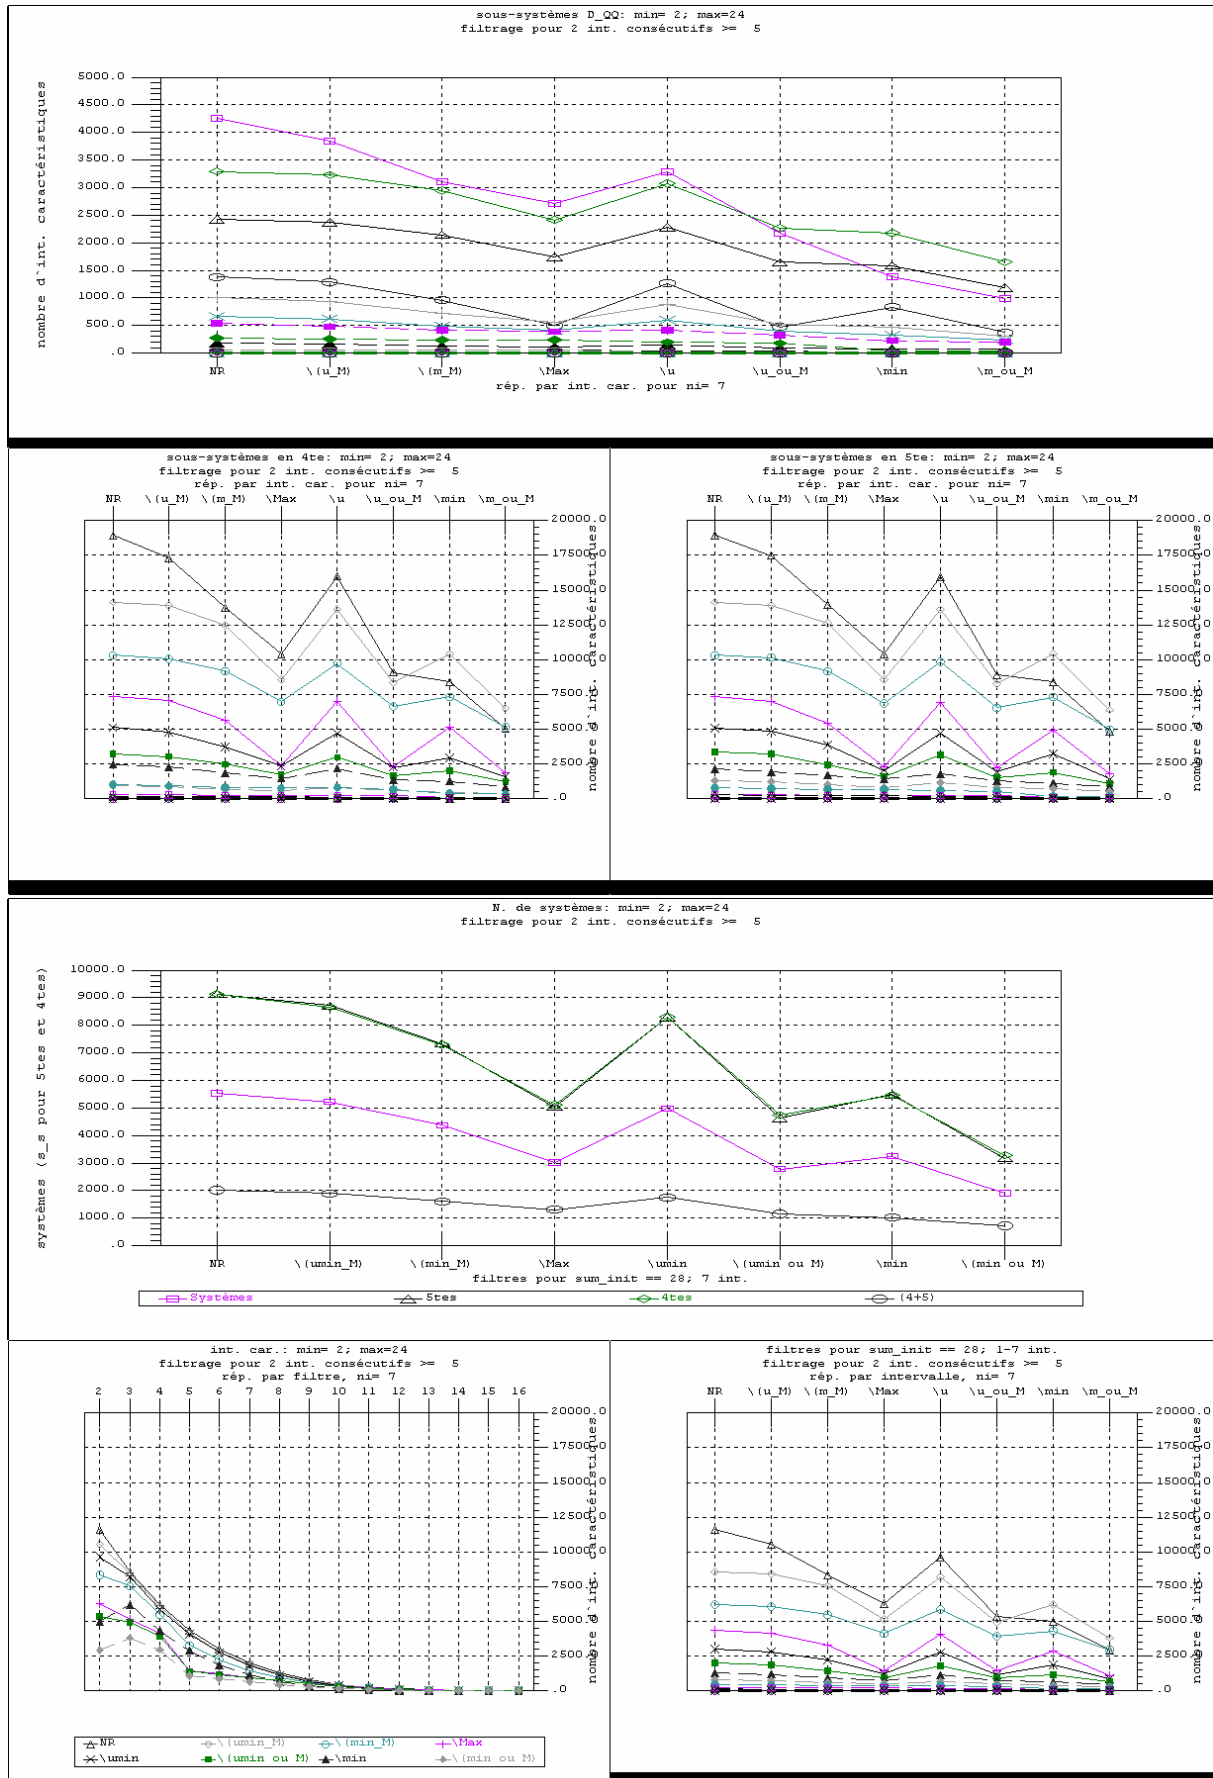 sous-systèmes D_QQ: min= 2; max=24
filtrage pour 2 int. consécutifs >= 5
nombre d`int. caractéristiques
5000.0
4500.0
4000.0
3500.0
3000.0
2500.0
2000.0
1500.0
1000.0
500.0
.0
NR \(u_M) \(m_M) \Max \u \u_ou_M \min \m_ou_M
rép. par int. car. pour ni= 7
sous-systèmes en 4te: min= 2; max=24
filtrage pour 2 int. consécutifs >= 5
rép. par int. car. pour ni= 7
NR \(u_M) \(m_M) \Max \u \u_ou_M \min \m_ou_M
20000.0
17500.0
15000.0
12500.0
10000.0
7500.0
5000.0
2500.0
.0
nombre d`int. caractéristiques
sous-systèmes en 5te: min= 2; max=24
filtrage pour 2 int. consécutifs >= 5
rép. par int. car. pour ni= 7
NR \(u_M) \(m_M) \Max \u \u_ou_M \min \m_ou_M
20000.0
17500.0
15000.0
12500.0
10000.0
7500.0
5000.0
2500.0
.0
nombre d`int. caractéristiques
N. de systèmes: min= 2; max=24
filtrage pour 2 int. consécutifs >= 5
systèmes (s_s pour 5tes et 4tes)
10000.0
9000.0
8000.0
7000.0
6000.0
5000.0
4000.0
3000.0
2000.0
1000.0
.0
NR \(umin_M) \(min_M) \Max \umin \(umin ou M) \min \(min ou M)
filtres pour sum_init == 28; 7 int.
Systèmes 5tes 4tes (4+5)
int. car.: min= 2; max=24
filtrage pour 2 int. consécutifs >= 5
rép. par filtre, ni= 7
2 3 4 5 6 7 8 9 10 11 12 13 14 15 16
20000.0
17500.0
15000.0
12500.0
10000.0
7500.0
5000.0
2500.0
.0
nombre d`int. caractéristiques
NR \(umin_M) \(min_M) \Max
\umin \(umin ou M) \min \(min ou M)
filtres pour sum_init == 28; 1-7 int.
filtrage pour 2 int. consécutifs >= 5
rép. par intervalle, ni= 7
NR \(u_M) \(m_M) \Max \u \u_ou_M \min \m_ou_M
20000.0
17500.0
15000.0
12500.0
10000.0
7500.0
5000.0
2500.0
.0
nombre d`int. caractéristiques